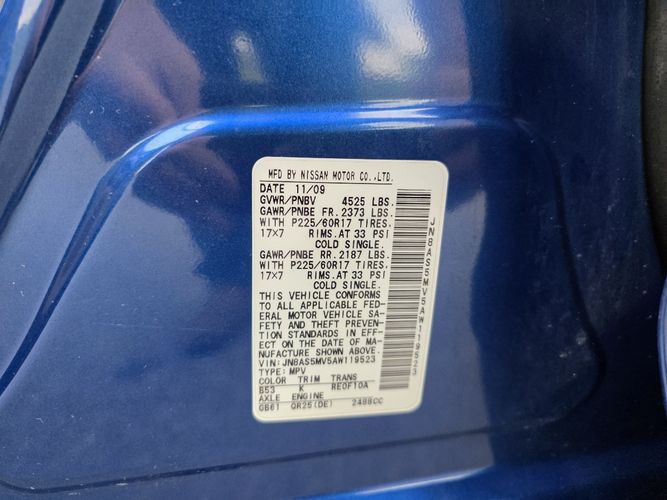 MFD BY NISSAN MOTOR CO.,LTD.
DATE 11/09
GVWR/PNBV 4525 LBS.
GAWR/PNBE FR. 2373 LBS.
WITH P225/60R17 TIRES.
17×7 RIMS.AT 33 PSI
COLD SINGLE.
GAWR/PNBE RR. 2187 LBS.
WITH P225/60R17 TIRES.
17×7 RIMS.AT 33 PSI
COLD SINGLE.
THIS VEHICLE CONFORMS
TO ALL APPLICABLE FED-
ERAL MOTOR VEHICLE SA-
FETY AND THEFT PREVEN-
TION STANDARDS IN EFF-
ECT ON THE DATE OF MA-
NUFACTURE SHOWN ABOVE.
VIN:JN8AS5MV5AW119523
TYPE:MPV
COLOR TRIM TRANS
B53 K RE0F10A
AXLE ENGINE
GB61 QR25(DE) 2488CC
JN8AS5MV5AW119523